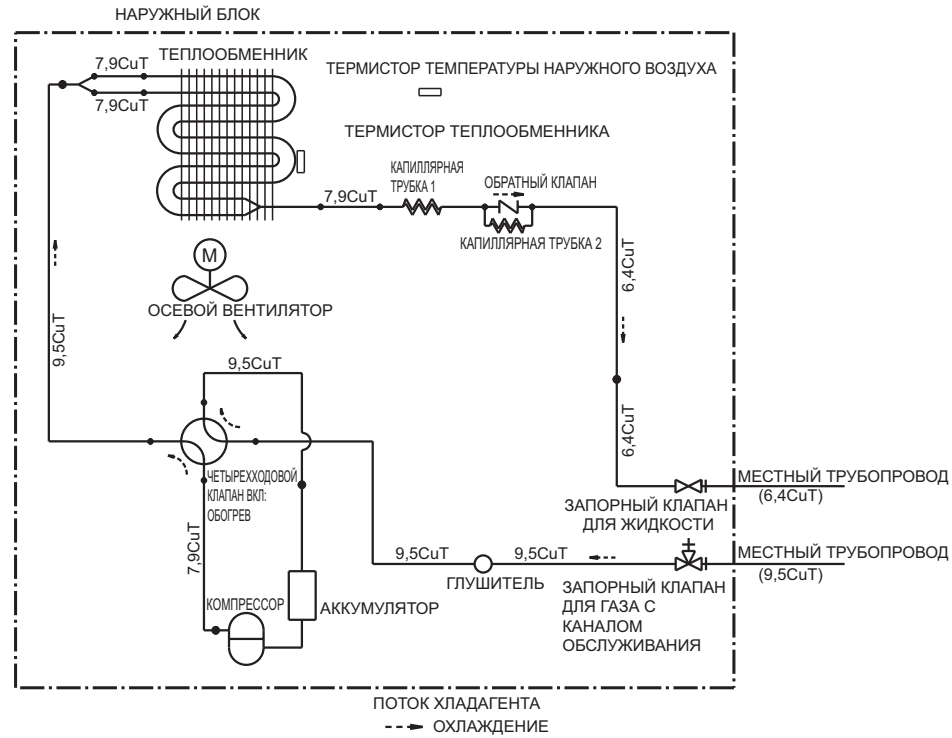 НАРУЖНЫЙ БЛОК
ТЕПЛООБМЕННИК
7,9CuT
7,9CuT
ТЕРМИСТОР ТЕМПЕРАТУРЫ НАРУЖНОГО ВОЗДУХА
ТЕРМИСТОР ТЕПЛООБМЕННИКА
КАПИЛЛЯРНАЯ
ТРУБКА 1
ОБРАТНЫЙ КЛАПАН
7,9CuT
КАПИЛЛЯРНАЯ ТРУБКА 2
6,4CuT
M
ОСЕВОЙ ВЕНТИЛЯТОР
9,5CuT
9,5CuT
6,4CuT
ЧЕТЫРЕХХОДОВОЙ
КЛАПАН ВКЛ:
ОБОГРЕВ
МЕСТНЫЙ ТРУБОПРОВОД
(6,4CuT)
ЗАПОРНЫЙ КЛАПАН
ДЛЯ ЖИДКОСТИ
7,9CuT
9,5CuT
9,5CuT
МЕСТНЫЙ ТРУБОПРОВОД
(9,5CuT)
ГЛУШИТЕЛЬ
ЗАПОРНЫЙ КЛАПАН
ДЛЯ ГАЗА С
КАНАЛОМ
ОБСЛУЖИВАНИЯ
КОМПРЕССОР
АККУМУЛЯТОР
ПОТОК ХЛАДАГЕНТА
ОХЛАЖДЕНИЕ